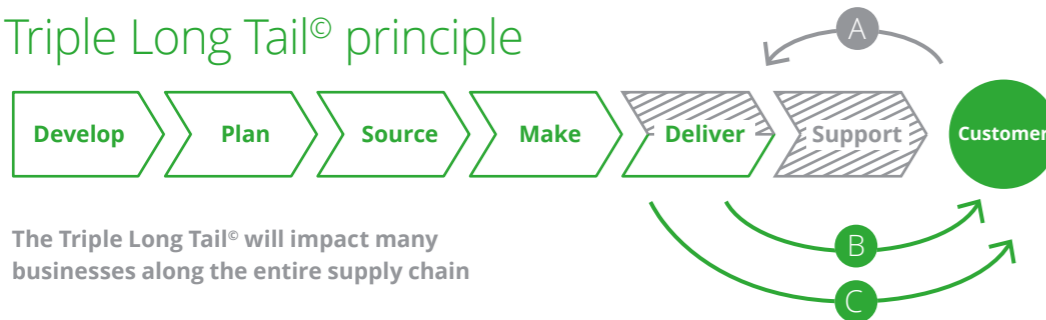 Triple Long Tail© principle
A
Develop
Plan
Source
Make
Deliver
Support
Customer
The Triple Long Tail© will impact many
businesses along the entire supply chain
B
C